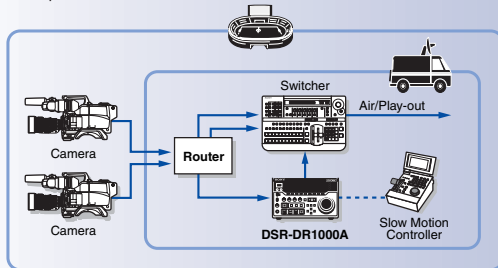 Switcher
Air/Play-out
Camera
Router
Camera
DSR-DR1000A
Slow Motion
Controller